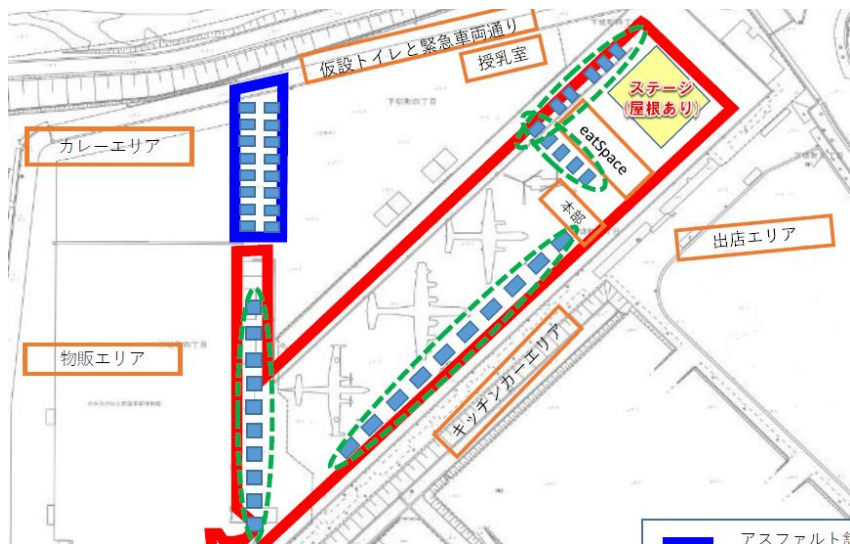 仮設トイレと緊急車両通り
授乳室
ステージ
(屋根あり)
カレーエリア
eatSpace
本部
出店エリア
物販エリア
キッチンカーエリア
アスファルト舗